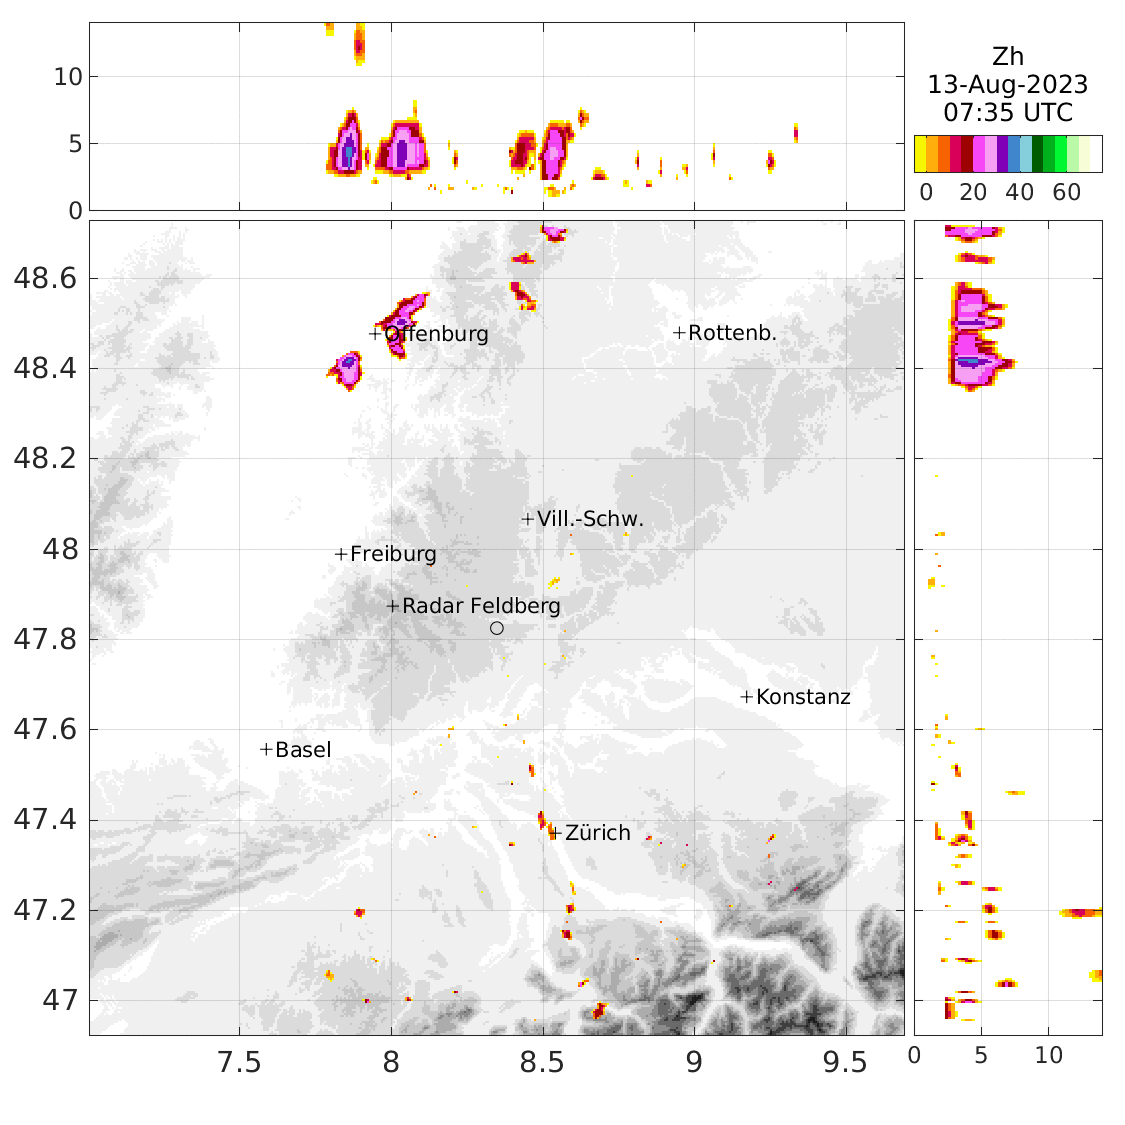 10
5
0
Zh
13-Aug-2023
07:35 UTC
0 20 40 60
48.6
48.4
48.2
48
47.8
47.6
47.4
47.2
47
Offenburg
Rottenb.
Vill.-Schw.
Freiburg
Radar Feldberg
Konstanz
Basel
Zürich
7.5 8 8.5 9 9.5
0 5 10